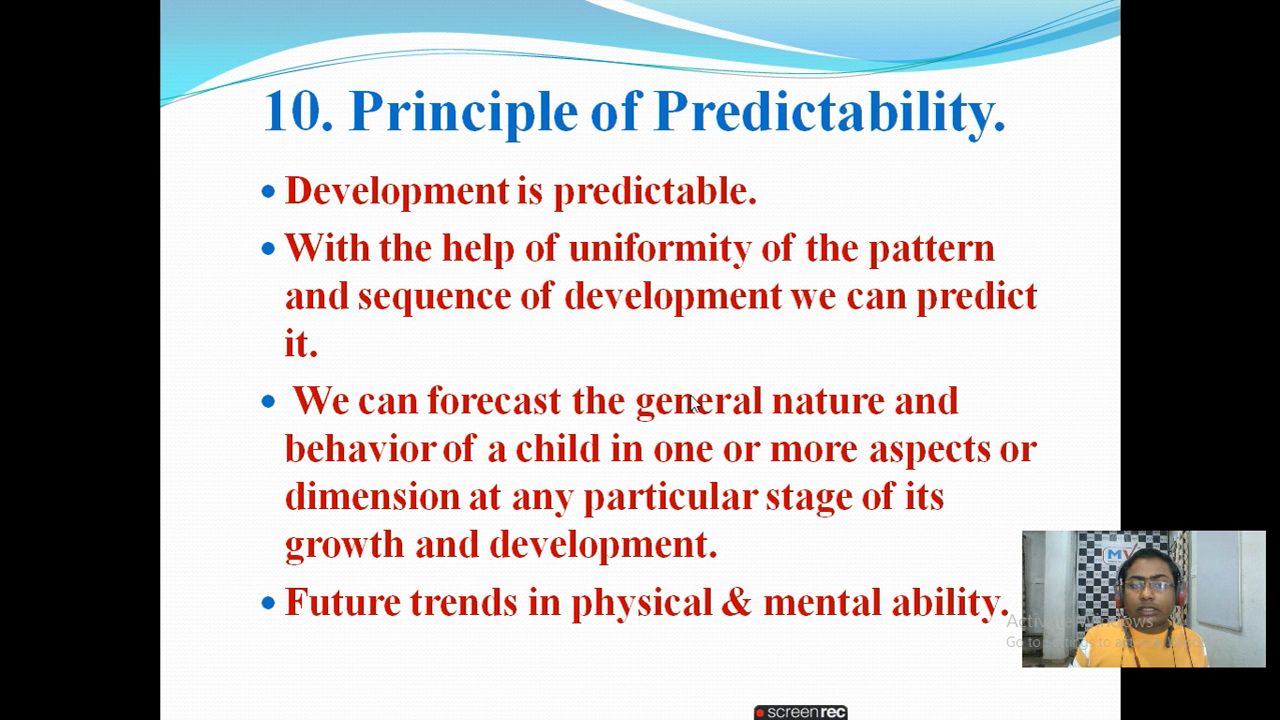 10. Principle of Predictability.
Development is predictable.
With the help of uniformity of the pattern
and sequence of development we can predict
it.
We can forecast the general nature and
behavior of a child in one or more aspects or
dimension at any particular stage of its
growth and development.
Future trends in physical & mental ability.
MV
screenrec